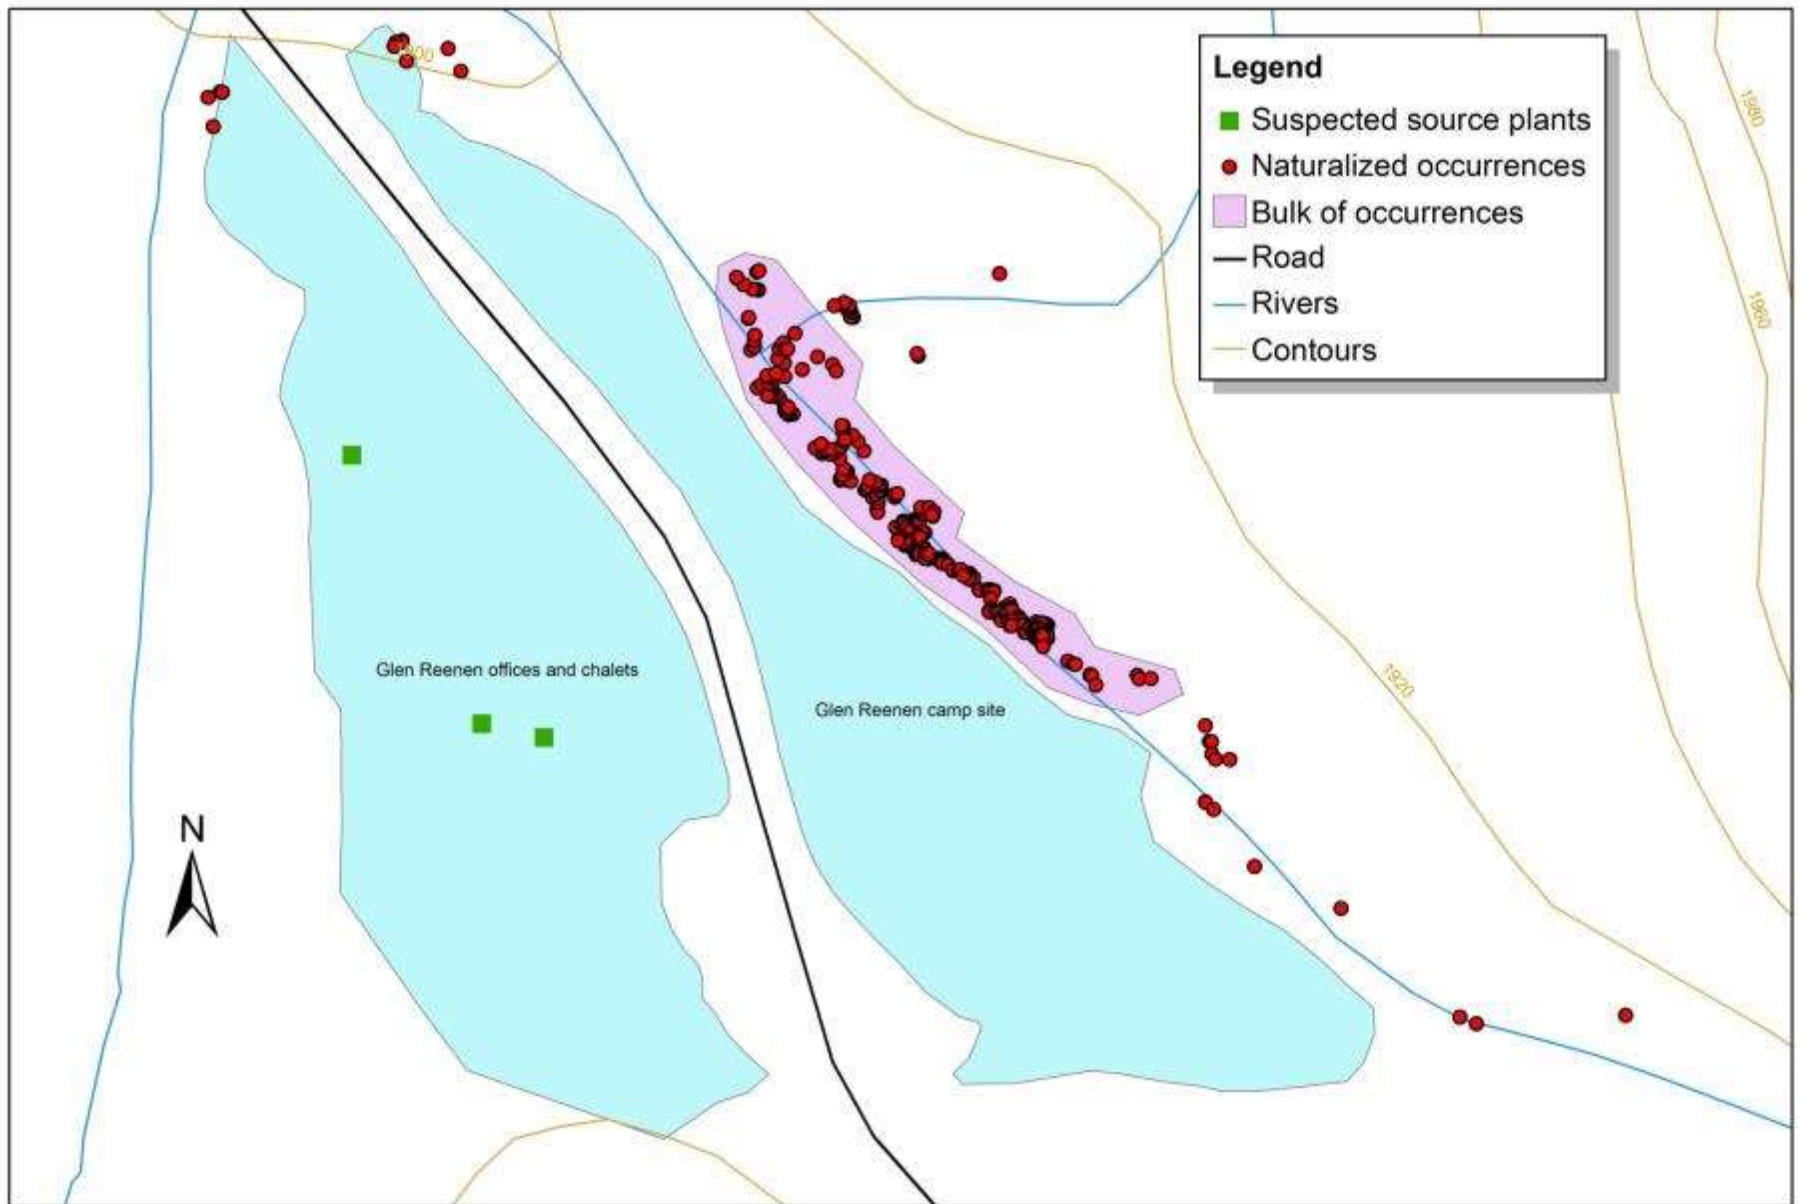 Legend
Suspected source plants
Naturalized occurrences
Bulk of occurrences
Road
Rivers
Contours
1980
1960
1920
Glen Reenen offices and chalets
Glen Reenen camp site
N